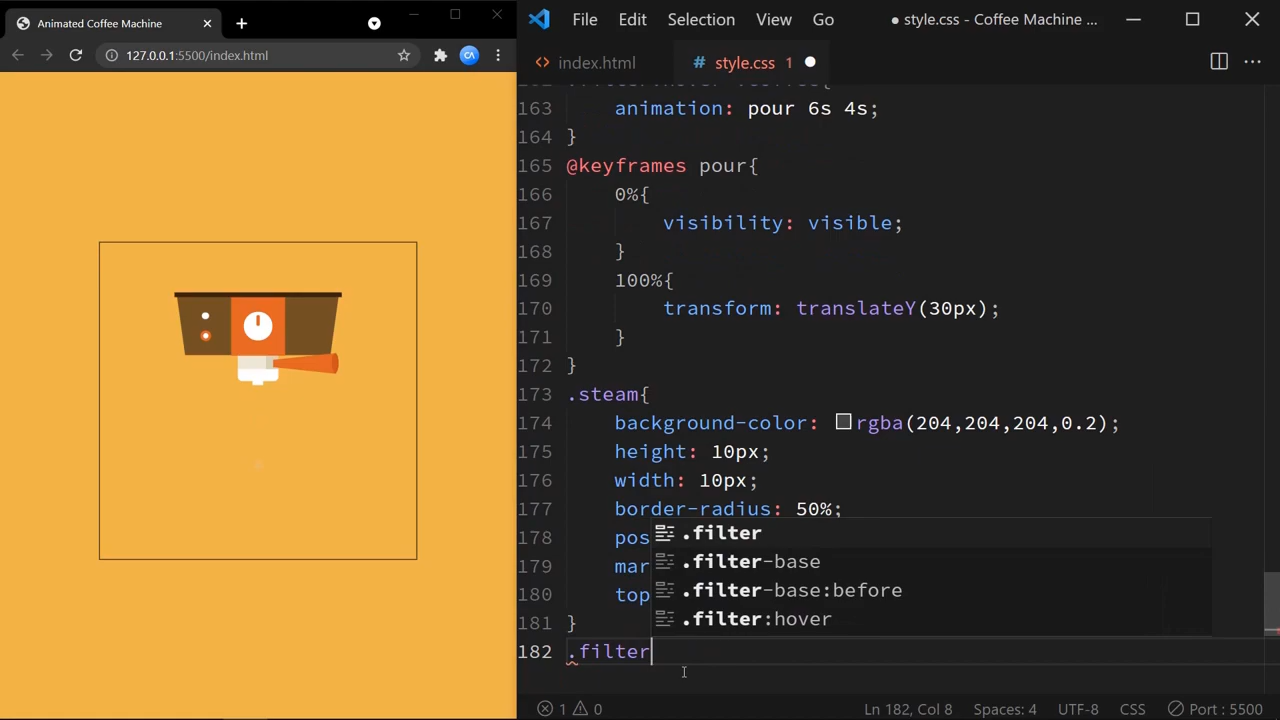 Animated Coffee Machine
127.0.0.1:5500/index.html
File Edit Selection View Go ● style.css - Coffee Machine ...
index.html # style.css 1
163 animation: pour 6s 4s;
164 }
165 @keyframes pour{
166 0%{
167 visibility: visible;
168 }
169 100%{
170 transform: translateY(30px);
171 }
172 }
173 .steam{
174 background-color: rgba(204,204,204,0.2);
175 height: 10px;
176 width: 10px;
177 border-radius: 50%;
178 pos
179 mar
180 top
181 }
182 .filter
.filter
.filter-base
.filter-base:before
.filter:hover
1 0 Ln 182, Col 8 Spaces: 4 UTF-8 CSS Port : 5500